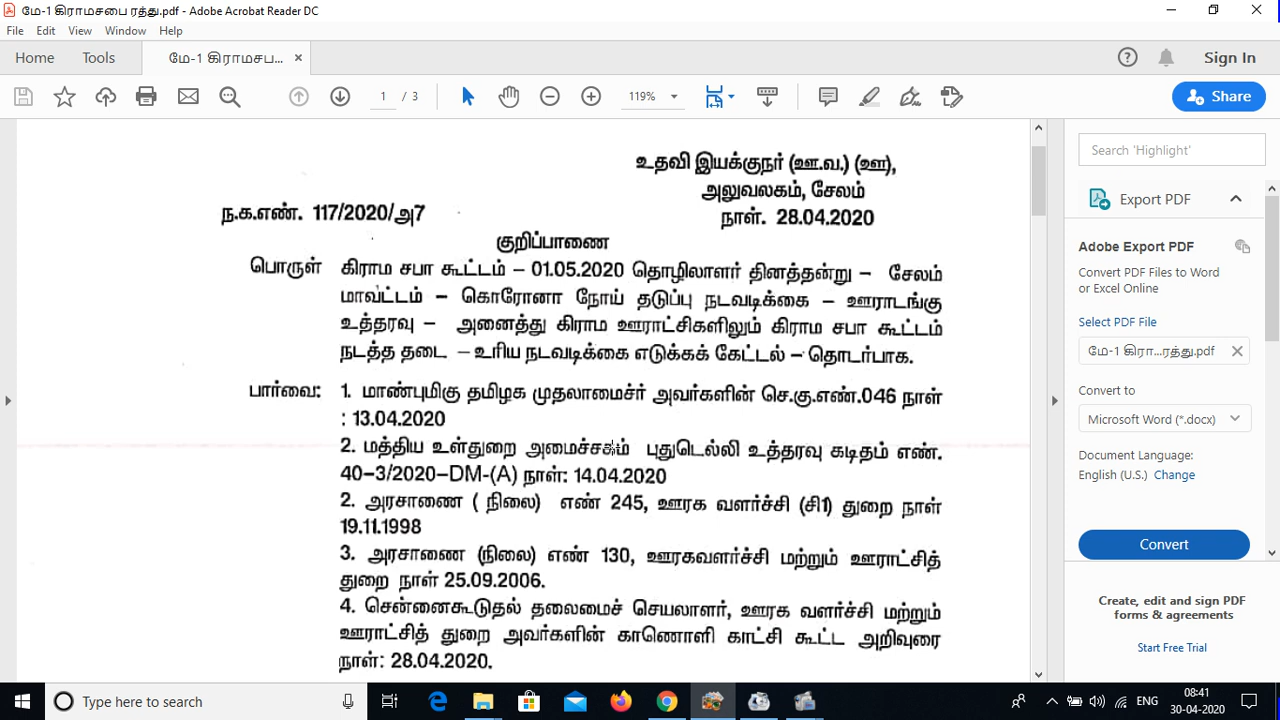 மே-1 கிராமசபை ரத்து.pdf - Adobe Acrobat Reader DC
File Edit View Window Help
Home Tools மே-1 கிராமசப... Sign In
1 / 3 119% Share
உதவி இயக்குநர் (ஊ.வ.) (ஊ),
அலுவலகம், சேலம்
ந.க.எண். 117/2020/அ7 நாள். 28.04.2020
குறிப்பாணை
பொருள் கிராம சபா கூட்டம் – 01.05.2020 தொழிலாளர் தினத்தன்று – சேலம்
மாவட்டம் – கொரோனா நோய் தடுப்பு நடவடிக்கை – ஊராடங்கு
உத்தரவு – அனைத்து கிராம ஊராட்சிகளிலும் கிராம சபா கூட்டம்
நடத்த தடை – உரிய நடவடிக்கை எடுக்கக் கேட்டல் – தொடர்பாக.
பார்வை: 1. மாண்புமிகு தமிழக முதலாமைச்ர் அவர்களின் செ.கு.எண்.046 நாள்
: 13.04.2020
2. மத்திய உள்துறை அமைச்சகம் புதுடெல்லி உத்தரவு கடிதம் எண்.
40–3/2020–DM-(A) நாள்: 14.04.2020
2. அரசாணை ( நிலை) எண் 245, ஊரக வளர்ச்சி (சி1) துறை நாள்
19.11.1998
3. அரசாணை (நிலை) எண் 130, ஊரகவளர்ச்சி மற்றும் ஊராட்சித்
துறை நாள் 25.09.2006.
4. சென்னைகூடுதல் தலைமைச் செயலாளர், ஊரக வளர்ச்சி மற்றும்
ஊராட்சித் துறை அவர்களின் காணொளி காட்சி கூட்ட அறிவுரை
நாள்: 28.04.2020.
Search 'Highlight'
Export PDF
Adobe Export PDF
Convert PDF Files to Word
or Excel Online
Select PDF File
மே-1 கிரா...ரத்து.pdf
Convert to
Microsoft Word (*.docx)
Document Language:
English (U.S.) Change
Convert
Create, edit and sign PDF
forms & agreements
Start Free Trial
Type here to search
ENG
08:41
30-04-2020